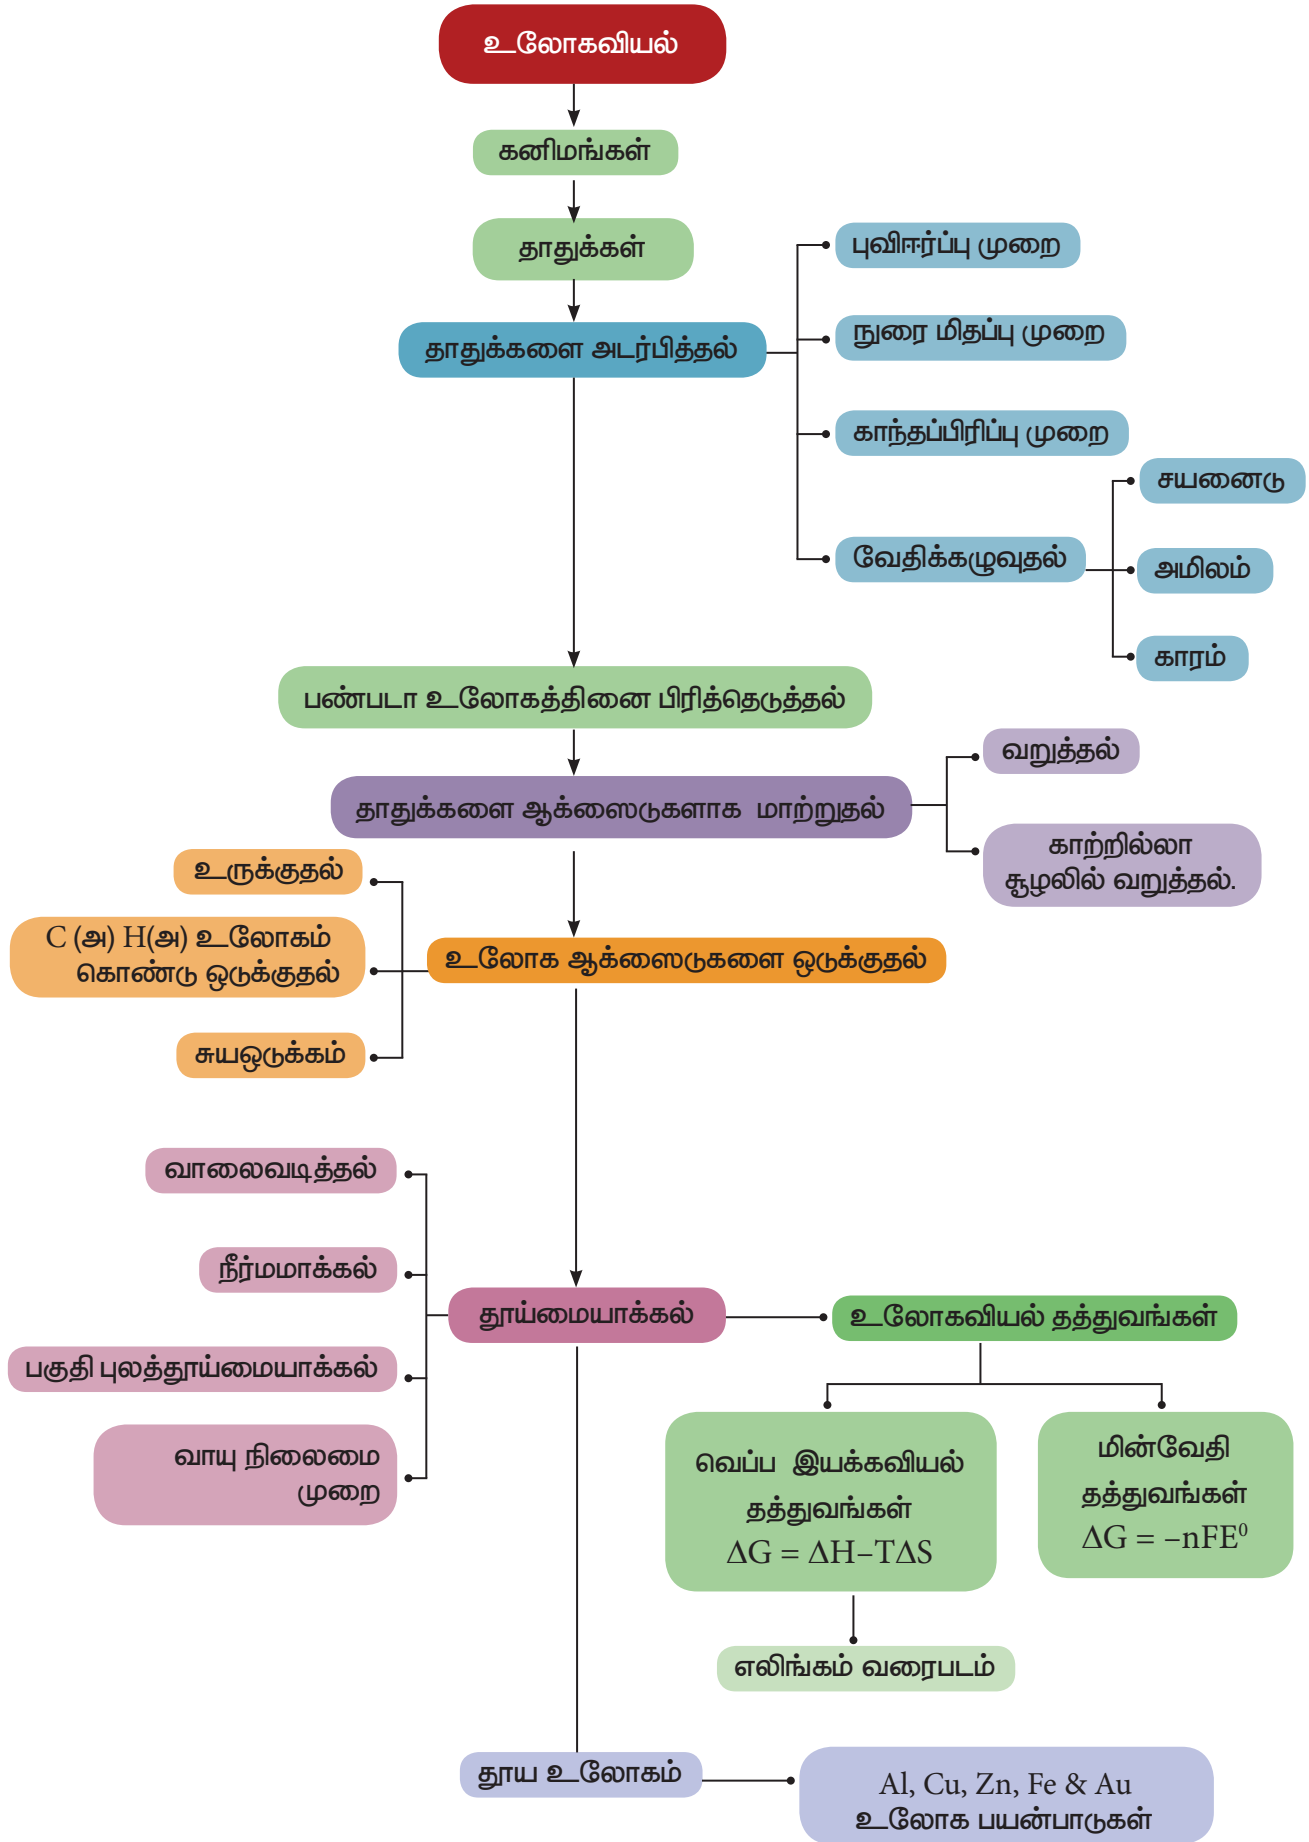 உலோகவியல்
கனிமங்கள்
தாதுக்கள்
தாதுக்களை அடர்பித்தல்
புவிஈர்ப்பு முறை
நுரை மிதப்பு முறை
காந்தப்பிரிப்பு முறை
வேதிக்கழுவுதல்
சயனைடு
அமிலம்
காரம்
பண்படா உலோகத்தினை பிரித்தெடுத்தல்
தாதுக்களை ஆக்ஸைடுகளாக மாற்றுதல்
வறுத்தல்
காற்றில்லா
சூழலில் வறுத்தல்.
உலோக ஆக்ஸைடுகளை ஒடுக்குதல்
உருக்குதல்
C (அ) H(அ) உலோகம்
கொண்டு ஒடுக்குதல்
சுயஒடுக்கம்
தூய்மையாக்கல்
வாலைவடித்தல்
நீர்மமாக்கல்
பகுதி புலத்தூய்மையாக்கல்
வாயு நிலைமை
முறை
உலோகவியல் தத்துவங்கள்
வெப்ப இயக்கவியல்
தத்துவங்கள்
ΔG = ΔH–TΔS
மின்வேதி
தத்துவங்கள்
ΔG = –nFE⁰
எலிங்கம் வரைபடம்
தூய உலோகம்
Al, Cu, Zn, Fe & Au
உலோக பயன்பாடுகள்